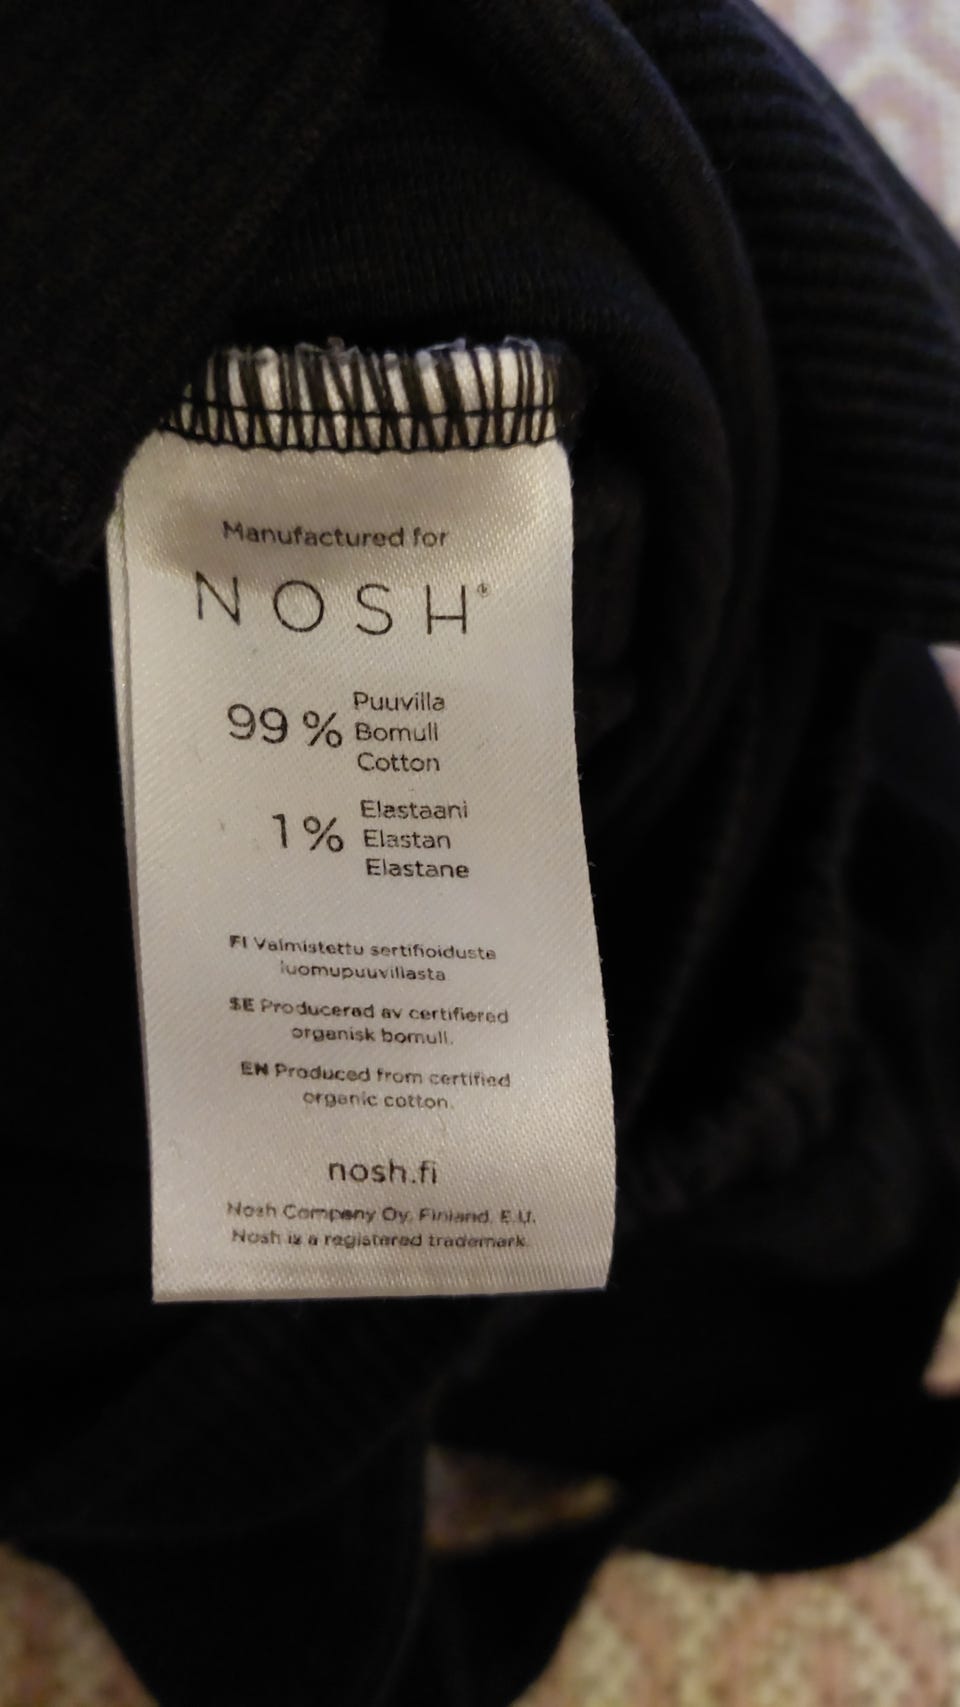 Manufactured for
NOSH®
99 % Puuvilla
Bomull
Cotton
1 % Elastaani
Elastan
Elastane
FI Valmistettu sertifioidusta
luomupuuvillasta
SE Producerad av certifierad
organisk bomull.
EN Produced from certified
organic cotton.
nosh.fi
Nosh Company Oy, Finland, E.U.
Nosh is a registered trademark.